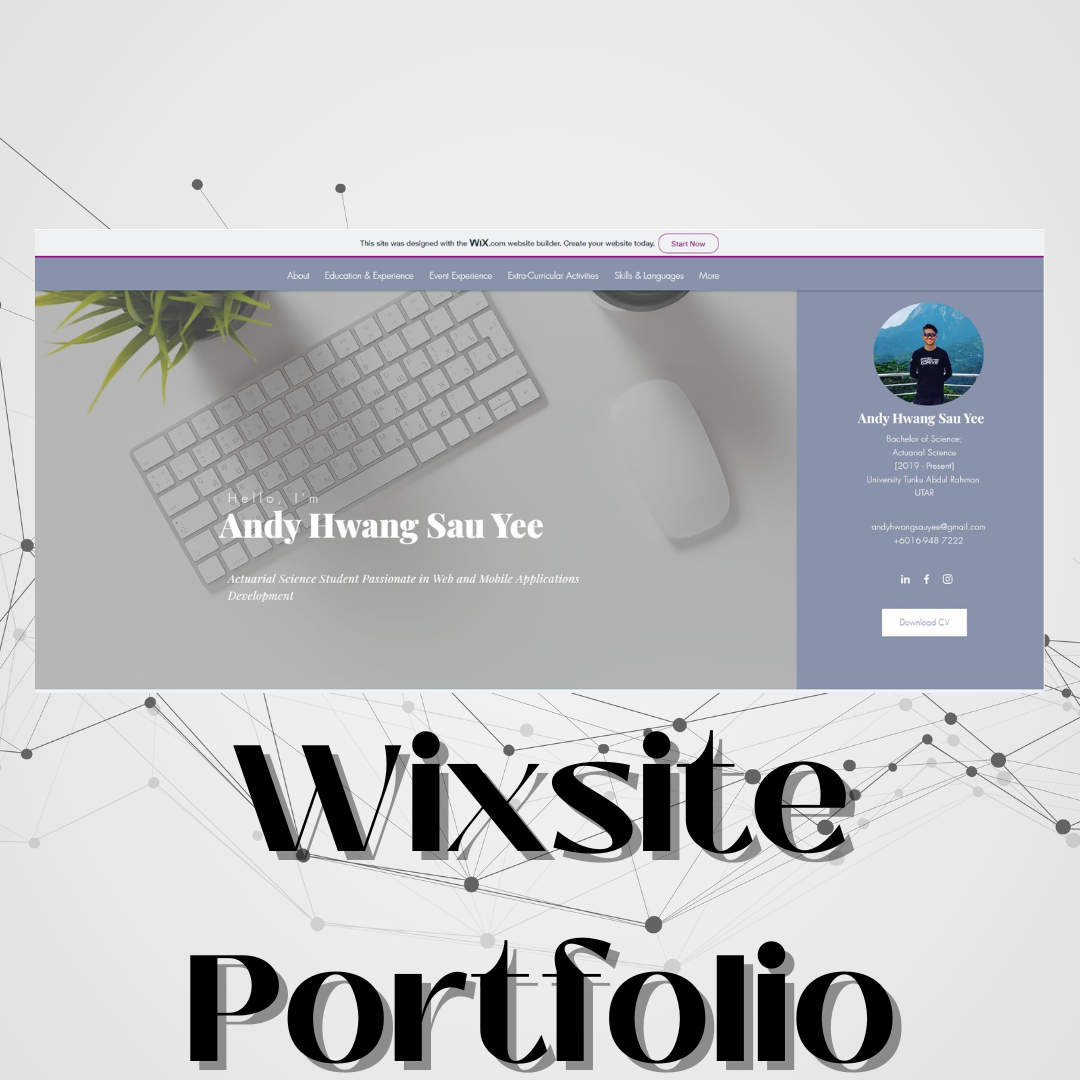 This site was designed with the WiX.com website builder. Create your website today. Start Now
About Education & Experience Event Experience Extra-Curricular Activities Skills & Languages More
Hello, I'm
Andy Hwang Sau Yee
Actuarial Science Student Passionate in Web and Mobile Applications
Development
Andy Hwang Sau Yee
Bachelor of Science;
Actuarial Science
[2019 - Present]
University Tunku Abdul Rahman
UTAR
andyhwangsauyee@gmail.com
+6016-948 7222
in f
Download CV
Wixsite
Portfolio